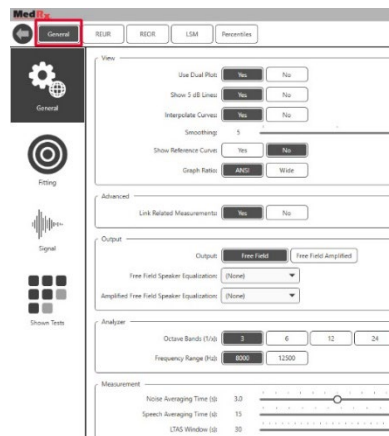 MedRx
General REUR RECR LSM Percentiles
General
Fitting
Signal
Shown Tests
View
Use Dual Plot: Yes No
Show 5 dB Lines: Yes No
Interpolate Curves: Yes No
Smoothing: 5
Show Reference Curve: Yes No
Graph Ratio: ANSI Wide
Advanced
Link Related Measurements: Yes No
Output
Output: Free Field Free Field Amplified
Free Field Speaker Equalization: (None)
Amplified Free Field Speaker Equalization: (None)
Analyzer
Octave Bands (1/x): 3 6 12 24
Frequency Range (Hz): 8000 12500
Measurement
Noise Averaging Time (s): 3.0
Speech Averaging Time (s): 15
LTAS Window (s): 30